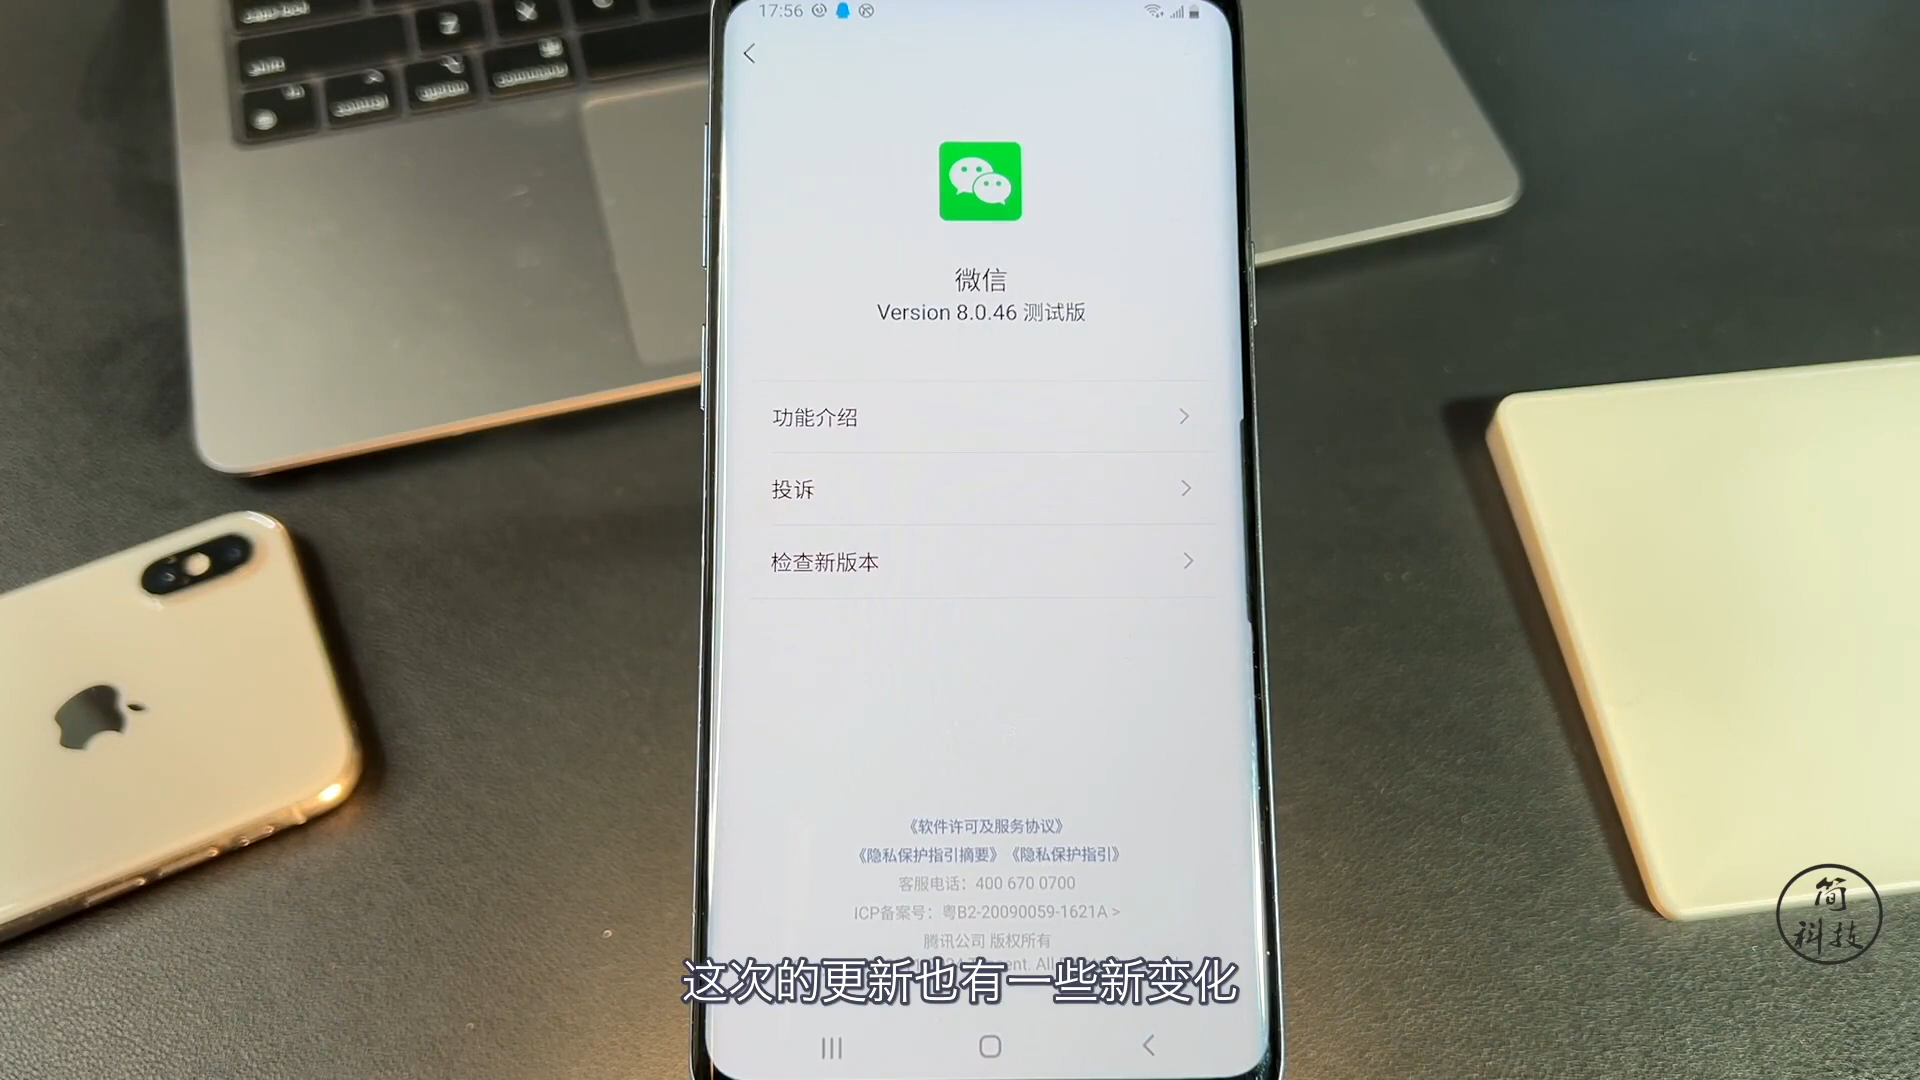 17:56
微信
Version 8.0.46 测试版
功能介绍
投诉
检查新版本
《软件许可及服务协议》
《隐私保护指引摘要》《隐私保护指引》
客服电话：400 670 0700
ICP备案号：粤B2-20090059-1621A >
腾讯公司 版权所有
这次的更新也有一些新变化
简
科技